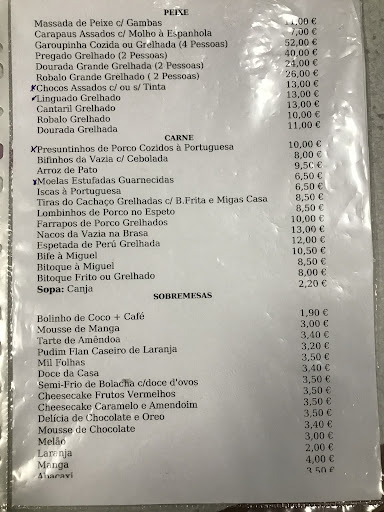 PEIXE
Massada de Peixe c/ Gambas 11,00 €
Carapaus Assados c/ Molho à Espanhola 7,00 €
Garoupinha Cozida ou Grelhada (4 Pessoas) 52,00 €
Pregado Grelhado (2 Pessoas) 40,00 €
Dourada Grande Grelhada (2 Pessoas) 24,00 €
Robalo Grande Grelhado ( 2 Pessoas) 26,00 €
Chocos Assados c/ ou s/ Tinta 13,00 €
Linguado Grelhado 13,00 €
Cantaril Grelhado 13,00 €
Robalo Grelhado 10,00 €
Dourada Grelhada 11,00 €
CARNE
Presuntinhos de Porco Cozidos à Portuguesa 10,00 €
Bifinhos da Vazia c/ Cebolada 8,00 €
Arroz de Pato 9,50 €
Moelas Estufadas Guarnecidas 6,50 €
Iscas à Portuguesa 6,50 €
Tiras do Cachaço Grelhadas c/ B.Frita e Migas Casa 8,50 €
Lombinhos de Porco no Espeto 8,50 €
Farrapos de Porco Grelhados 10,00 €
Nacos da Vazia na Brasa 13,00 €
Espetada de Perú Grelhada 12,00 €
Bife à Miguel 10,50 €
Bitoque à Miguel 8,50 €
Bitoque Frito ou Grelhado 8,00 €
Sopa: Canja 2,20 €
SOBREMESAS
Bolinho de Coco + Café 1,90 €
Mousse de Manga 3,00 €
Tarte de Amêndoa 3,40 €
Pudim Flan Caseiro de Laranja 3,20 €
Mil Folhas 3,50 €
Doce da Casa 3,40 €
Semi-Frio de Bolacha c/doce d'ovos 3,50 €
Cheesecake Frutos Vermelhos 3,50 €
Cheesecake Caramelo e Amendoim 3,50 €
Delícia de Chocolate e Oreo 3,50 €
Mousse de Chocolate 3,40 €
Melão 3,00 €
Laranja 2,00 €
Manga 4,00 €
Abacaxi 3,50 €